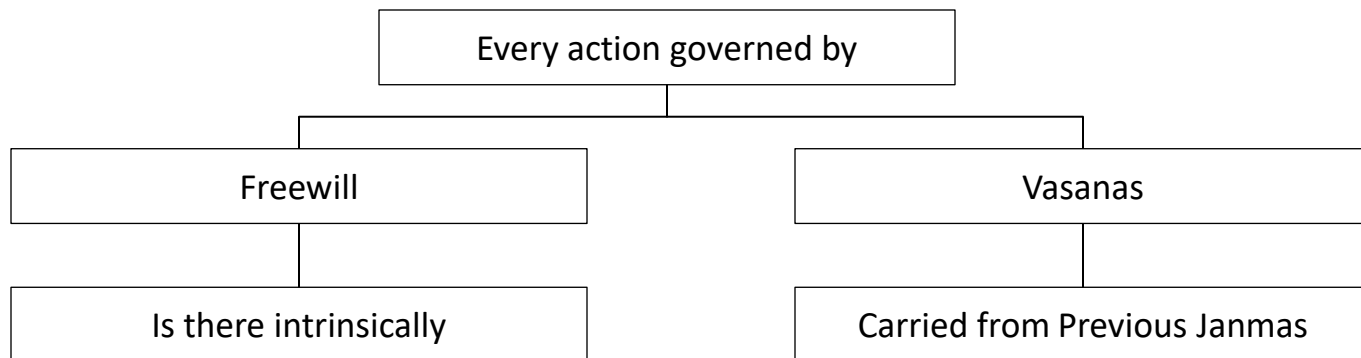 Every action governed by
Freewill
Vasanas
Is there intrinsically
Carried from Previous Janmas